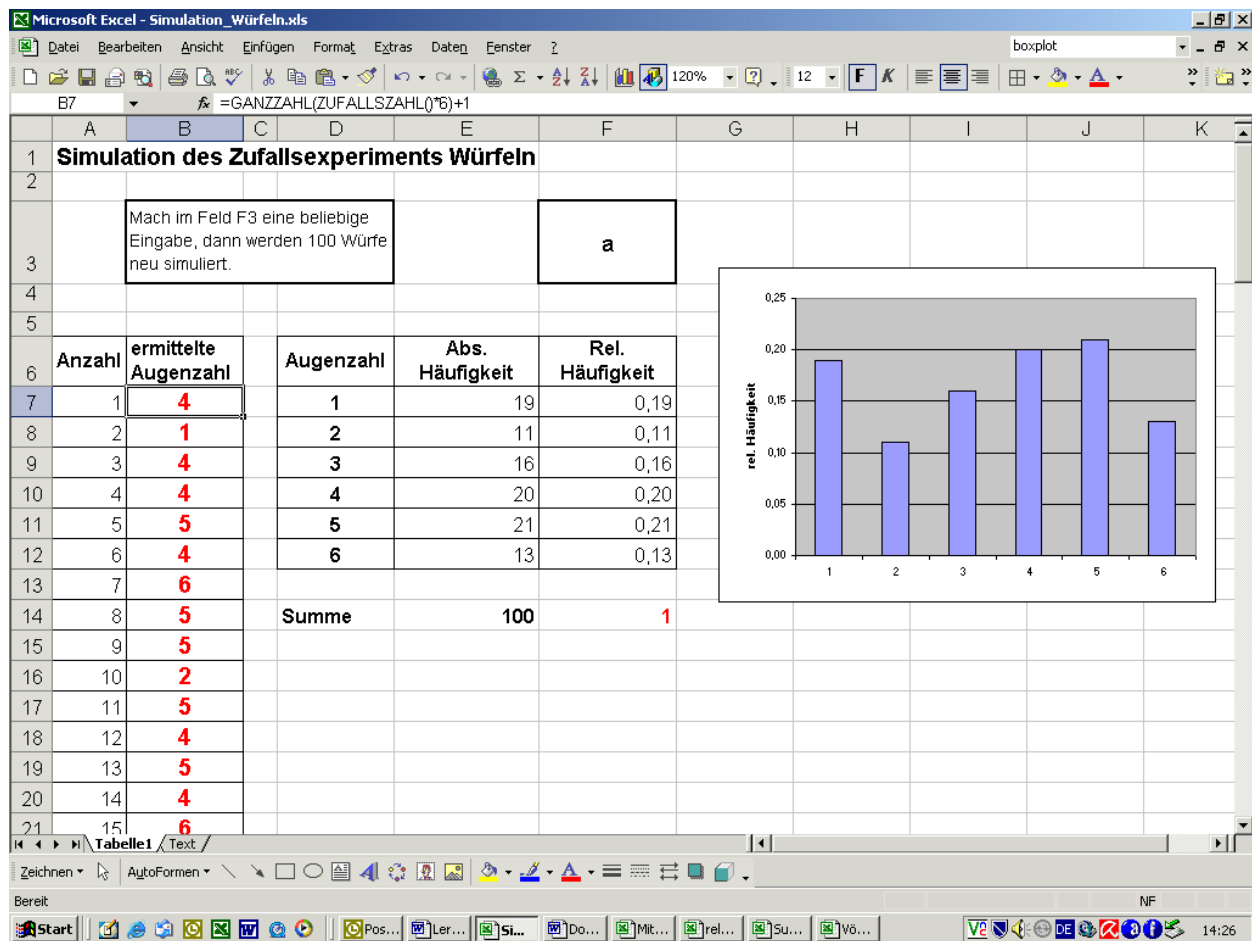 Microsoft Excel - Simulation_Würfeln.xls
Datei Bearbeiten Ansicht Einfügen Format Extras Daten Fenster ? boxplot
120% 12 F K
B7 fx =GANZZAHL(ZUFALLSZAHL()*6)+1
A B C D E F G H I J K
1 Simulation des Zufallsexperiments Würfeln
2
Mach im Feld F3 eine beliebige
Eingabe, dann werden 100 Würfe
neu simuliert.
3 a
4
5
6 Anzahl ermittelte Augenzahl Augenzahl Abs. Häufigkeit Rel. Häufigkeit
7 1 4 1 19 0,19
8 2 1 2 11 0,11
9 3 4 3 16 0,16
10 4 4 4 20 0,20
11 5 5 5 21 0,21
12 6 4 6 13 0,13
13 7 6
14 8 5 Summe 100 1
15 9 5
16 10 2
17 11 5
18 12 4
19 13 5
20 14 4
21 15 6
0,25
0,20
0,15
0,10
0,05
0,00
rel. Häufigkeit
1 2 3 4 5 6
Tabelle1 Text
Zeichnen AutoFormen
Bereit NF
Start Pos... Ler... Si... Do... Mit... rel... Su... Vö... DE 14:26